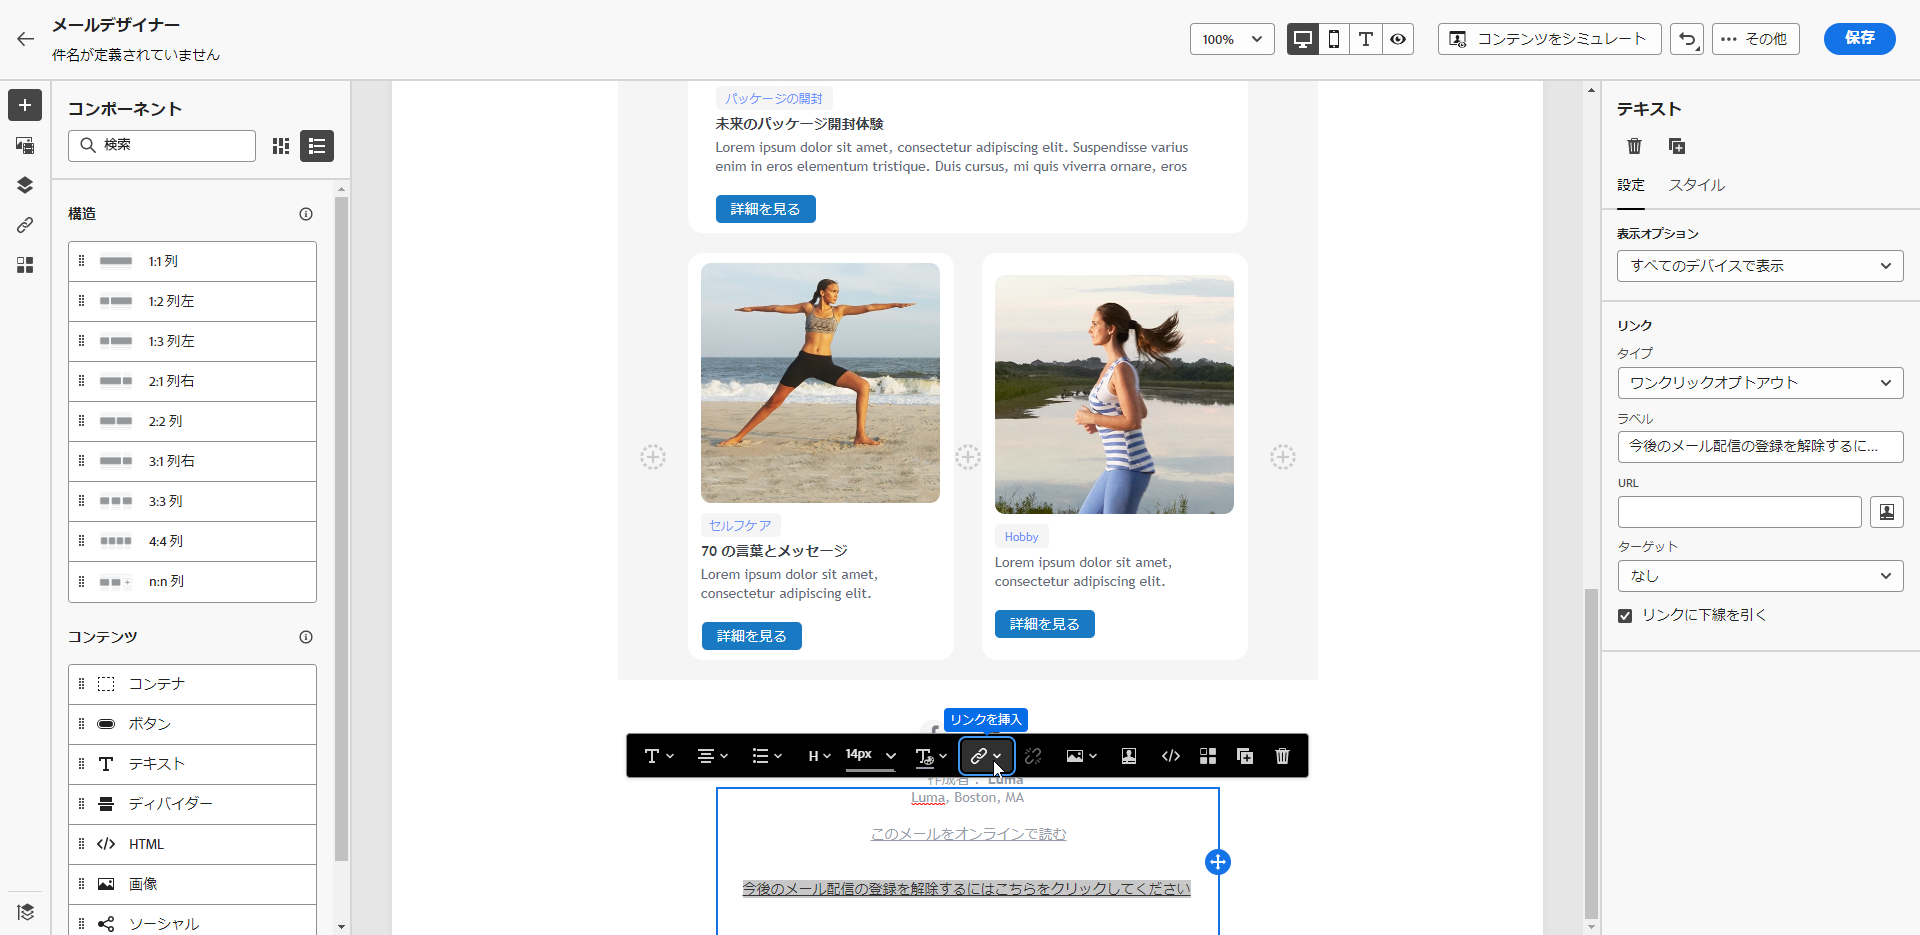 メールデザイナー
件名が定義されていません
100%
コンテンツをシミュレート
その他
保存
コンポーネント
検索
構造
1:1 列
1:2 列左
1:3 列左
2:1 列右
2:2 列
3:1 列右
3:3 列
4:4 列
n:n 列
コンテンツ
コンテナ
ボタン
テキスト
ディバイダー
HTML
画像
ソーシャル
パッケージの開封
未来のパッケージ開封体験
Lorem ipsum dolor sit amet, consectetur adipiscing elit. Suspendisse varius
enim in eros elementum tristique. Duis cursus, mi quis viverra ornare, eros
詳細を見る
セルフケア
70 の言葉とメッセージ
Lorem ipsum dolor sit amet,
consectetur adipiscing elit.
詳細を見る
Hobby
Lorem ipsum dolor sit amet,
consectetur adipiscing elit.
詳細を見る
リンクを挿入
H
14px
作成者： Luma
Luma, Boston, MA
このメールをオンラインで読む
今後のメール配信の登録を解除するにはこちらをクリックしてください
テキスト
設定
スタイル
表示オプション
すべてのデバイスで表示
リンク
タイプ
ワンクリックオプトアウト
ラベル
今後のメール配信の登録を解除するに...
URL
ターゲット
なし
リンクに下線を引く